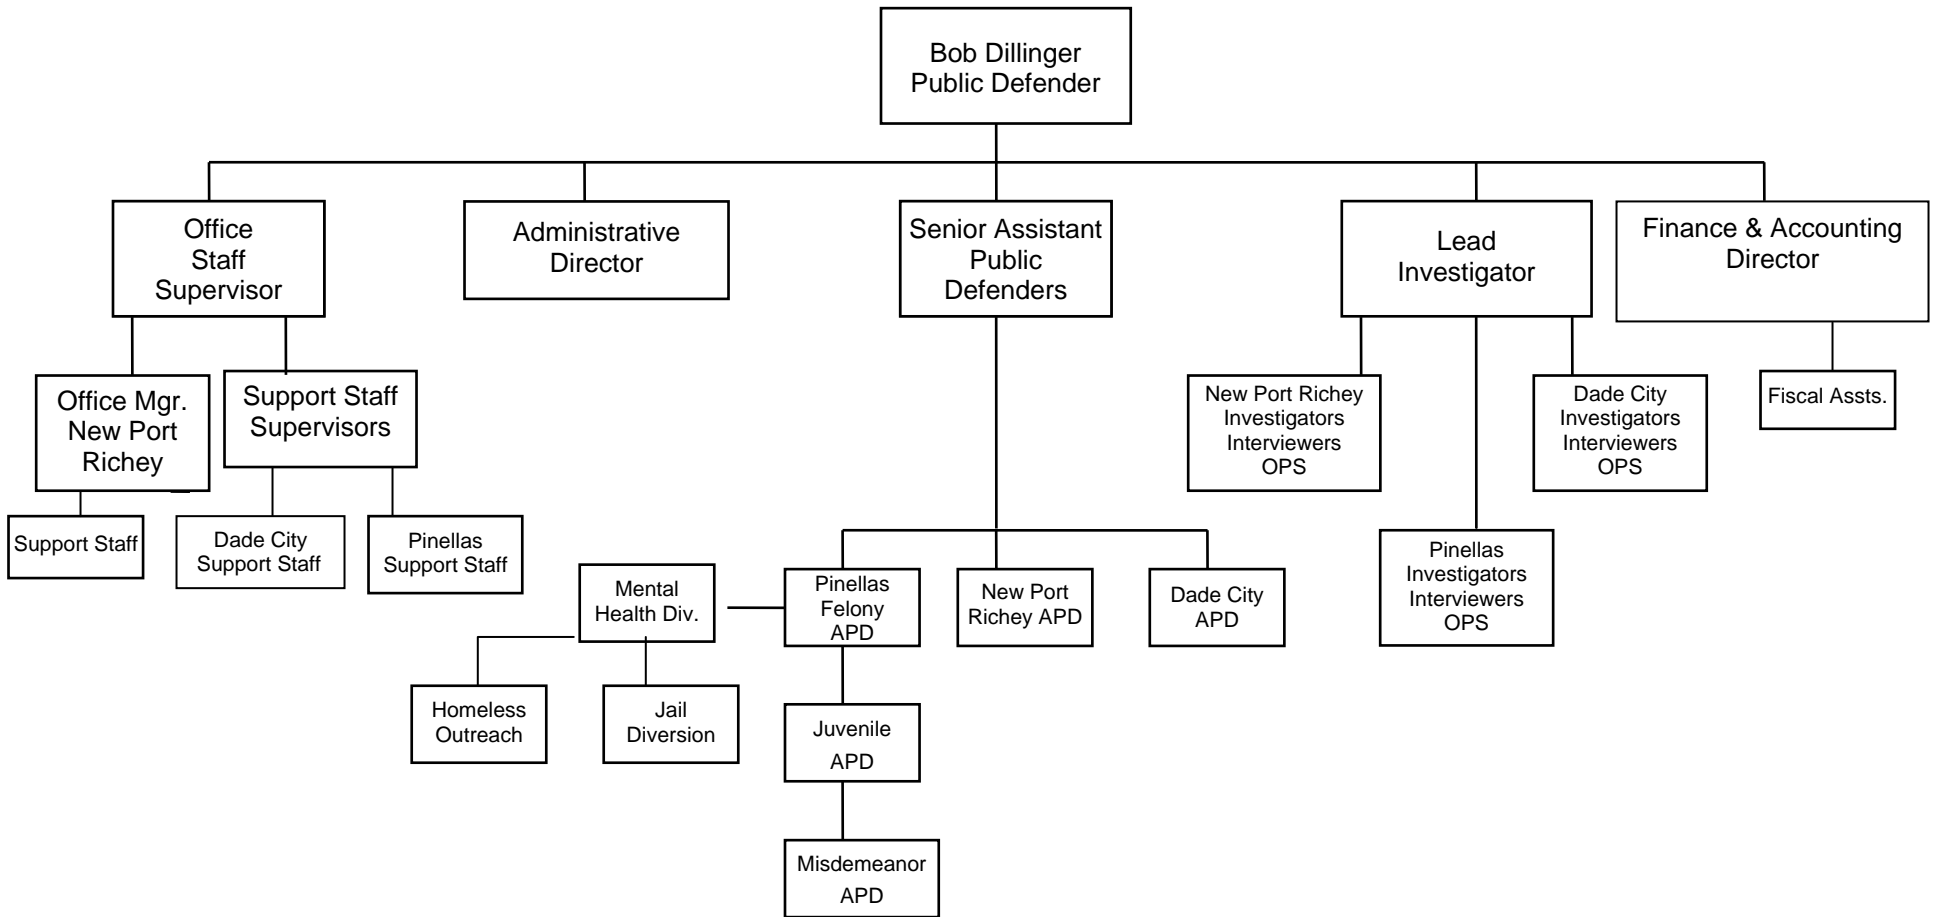 Bob Dillinger
Public Defender
Office
Staff
Supervisor
Administrative
Director
Senior Assistant
Public
Defenders
Lead
Investigator
Finance & Accounting
Director
Office Mgr.
New Port
Richey
Support Staff
Supervisors
New Port Richey
Investigators
Interviewers
OPS
Dade City
Investigators
Interviewers
OPS
Fiscal Assts.
Support Staff
Dade City
Support Staff
Pinellas
Support Staff
Pinellas
Investigators
Interviewers
OPS
Mental
Health Div.
Pinellas
Felony
APD
New Port
Richey APD
Dade City
APD
Homeless
Outreach
Jail
Diversion
Juvenile
APD
Misdemeanor
APD